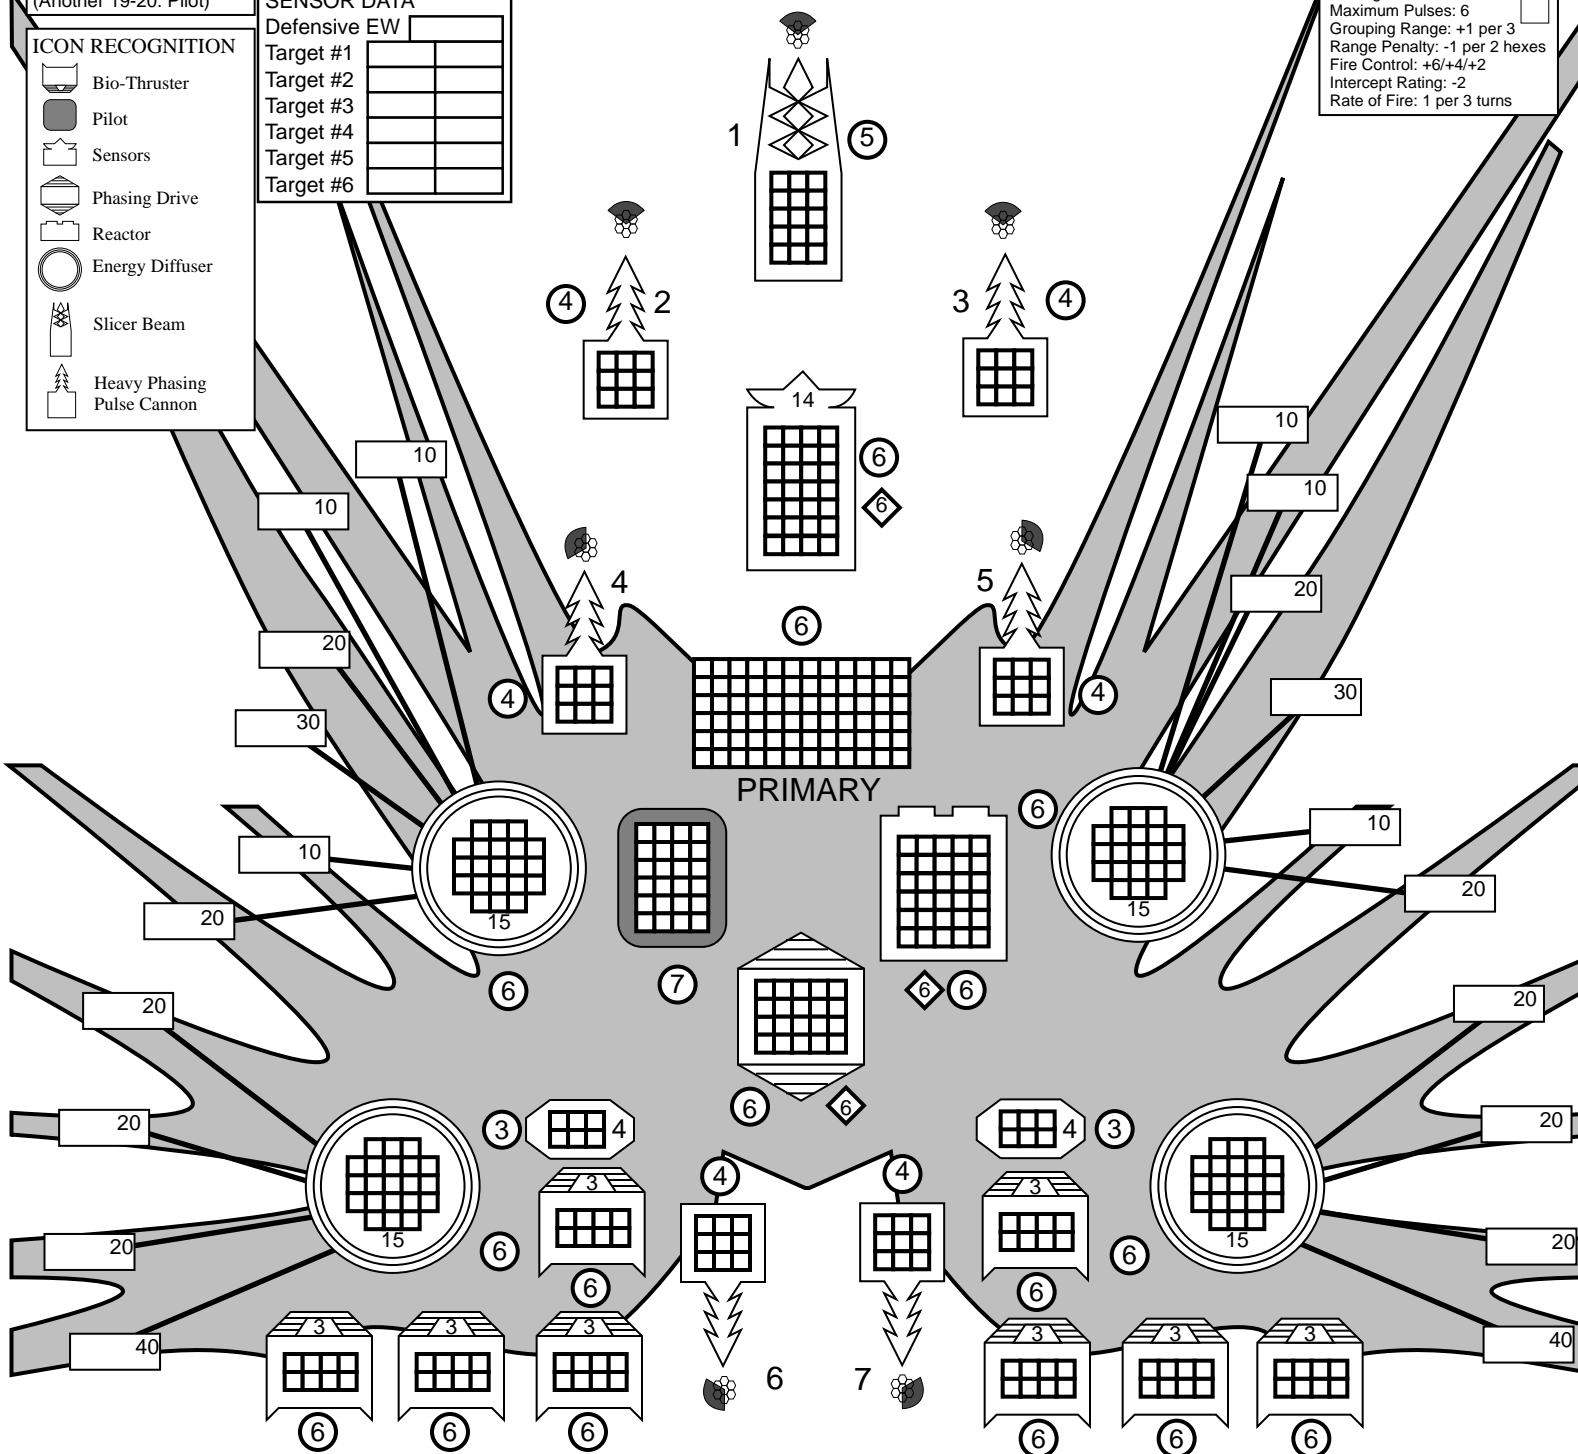 (Another 19-20: Pilot)
SENSOR DATA
Defensive EW
Target #1
Target #2
Target #3
Target #4
Target #5
Target #6
ICON RECOGNITION
Bio-Thruster
Pilot
Sensors
Phasing Drive
Reactor
Energy Diffuser
Slicer Beam
Heavy Phasing
Pulse Cannon
Maximum Pulses: 6
Grouping Range: +1 per 3
Range Penalty: -1 per 2 hexes
Fire Control: +6/+4/+2
Intercept Rating: -2
Rate of Fire: 1 per 3 turns
1
5
4
2
3
4
14
6
6
10
10
10
10
4
5
20
20
6
4
4
30
30
PRIMARY
6
10
10
20
20
15
15
6
7
6
6
20
20
6
6
20
20
3
4
4
3
4
4
3
3
15
15
20
20
6
6
6
6
3
3
3
3
3
3
40
40
6
7
6
6
6
6
6
6